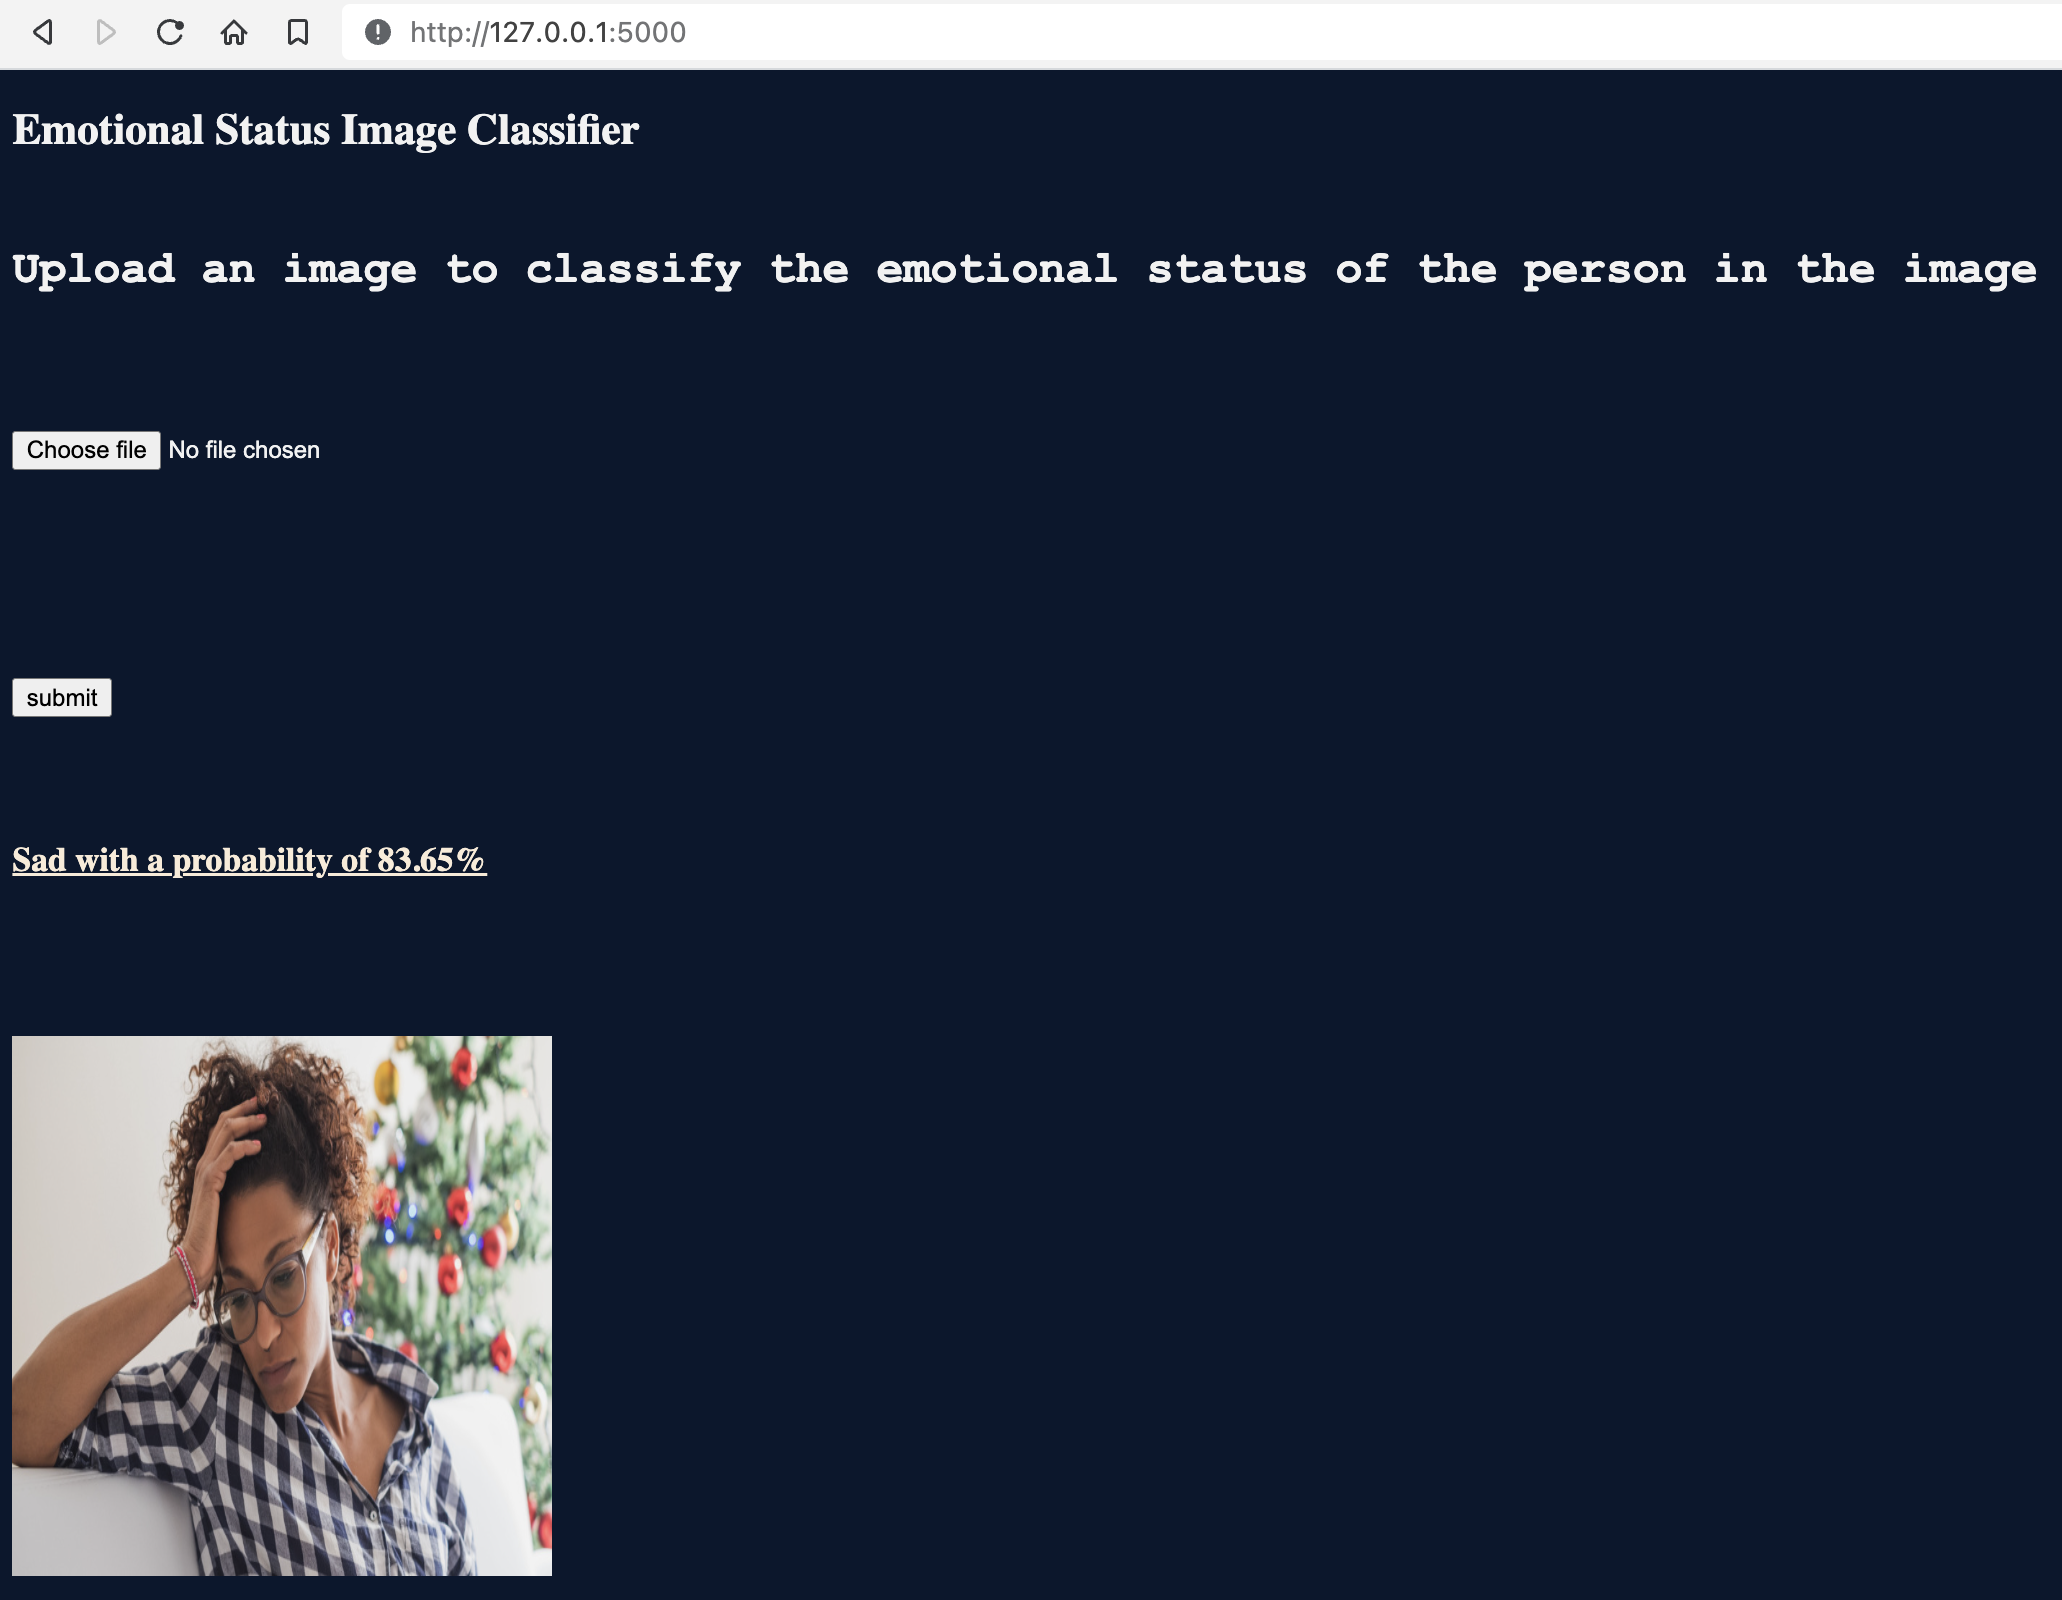 http://127.0.0.1:5000
Emotional Status Image Classifier
Upload an image to classify the emotional status of the person in the image
Choose file No file chosen
submit
Sad with a probability of 83.65%